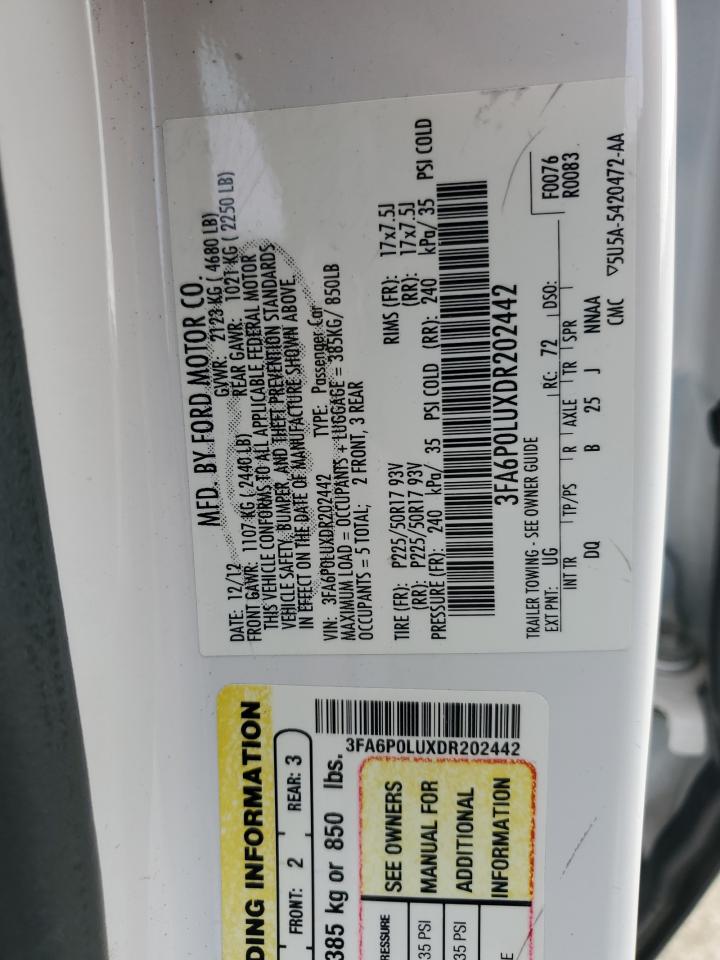 MFD. BY FORD MOTOR CO.
DATE: 12/12 GVWR: 2123 KG ( 4680 LB)
FRONT GAWR: 1107 KG ( 2440 LB) REAR GAWR: 1021 KG ( 2250 LB)
THIS VEHICLE CONFORMS TO ALL APPLICABLE FEDERAL MOTOR
VEHICLE SAFETY, BUMPER, AND THEFT PREVENTION STANDARDS
IN EFFECT ON THE DATE OF MANUFACTURE SHOWN ABOVE.
VIN: 3FA6P0LUXDR202442 TYPE: Passenger Car
MAXIMUM LOAD = OCCUPANTS + LUGGAGE = 385KG/ 850LB
OCCUPANTS = 5 TOTAL; 2 FRONT, 3 REAR
TIRE (FR): P225/50R17 93V RIMS (FR): 17x7.5J
(RR): P225/50R17 93V (RR): 17x7.5J
PRESSURE (FR): 240 kPa/ 35 PSI COLD (RR): 240 kPa/ 35 PSI COLD
3FA6P0LUXDR202442
TRAILER TOWING - SEE OWNER GUIDE F0076
EXT PNT: UG RC: 72 DSO: R0083
INT TR TP/PS R AXLE TR SPR
DQ B 25 J NNAA
CMC ▽5U5A-5420472-AA
DING INFORMATION
FRONT: 2 REAR: 3
385 kg or 850 lbs.
3FA6P0LUXDR202442
RESSURE SEE OWNERS
35 PSI MANUAL FOR
35 PSI ADDITIONAL
E INFORMATION